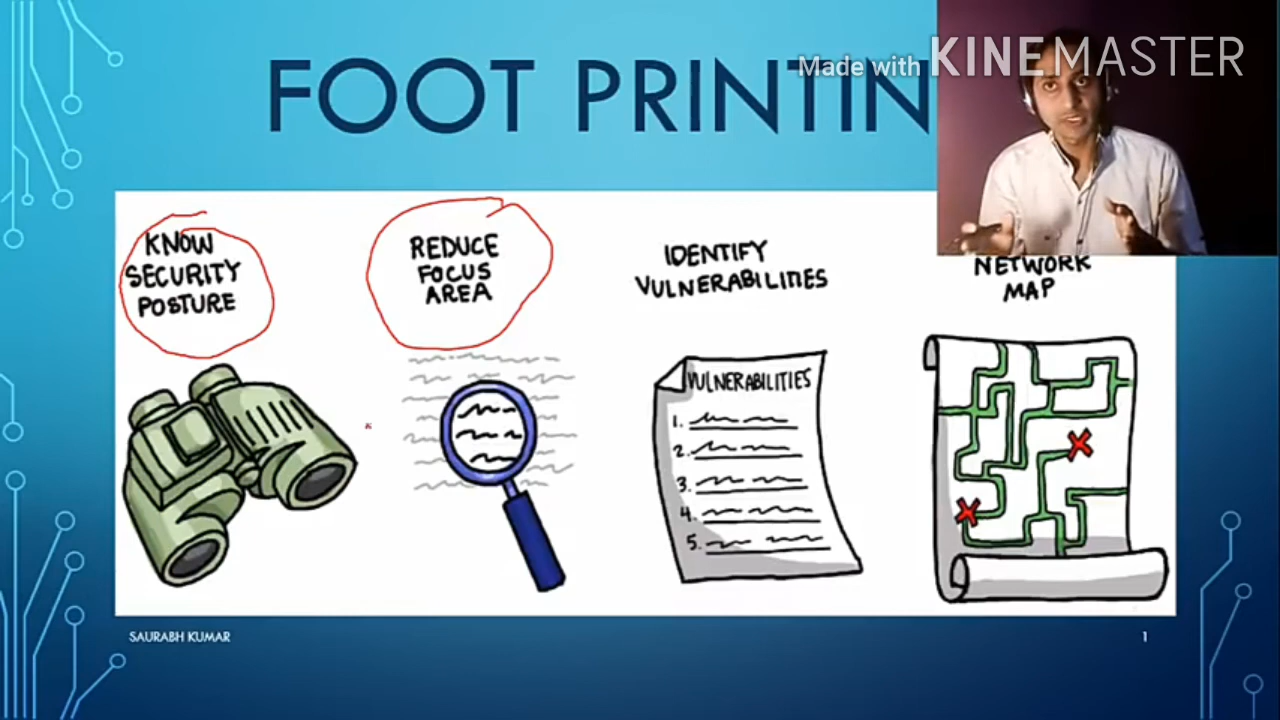 FOOT PRINTIN
Made with KINEMASTER
KNOW
SECURITY
POSTURE
REDUCE
FOCUS
AREA
IDENTIFY
VULNERABILITIES
NETWORK
MAP
VULNERABILITIES
1.
2.
3.
4.
5.
SAURABH KUMAR
1